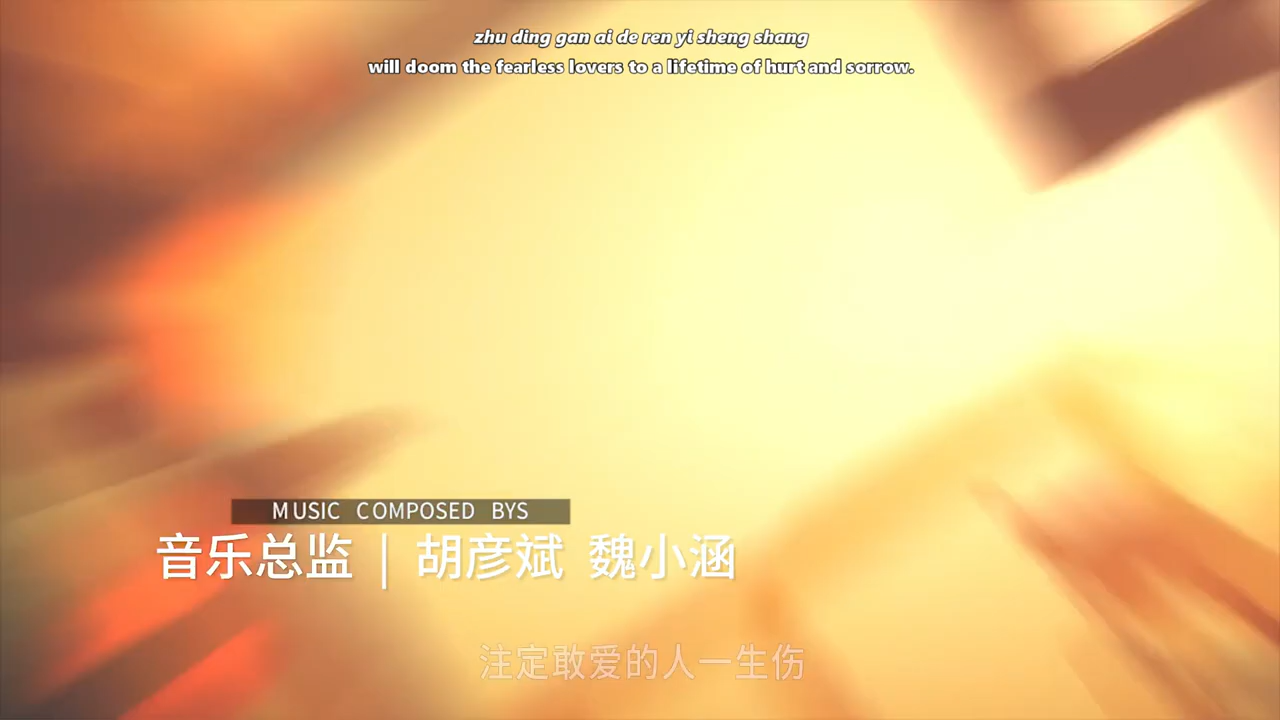 zhu ding gan ai de ren yi sheng shang
will doom the fearless lovers to a lifetime of hurt and sorrow.
MUSIC COMPOSED BYS
音乐总监 | 胡彦斌 魏小涵
注定敢爱的人一生伤